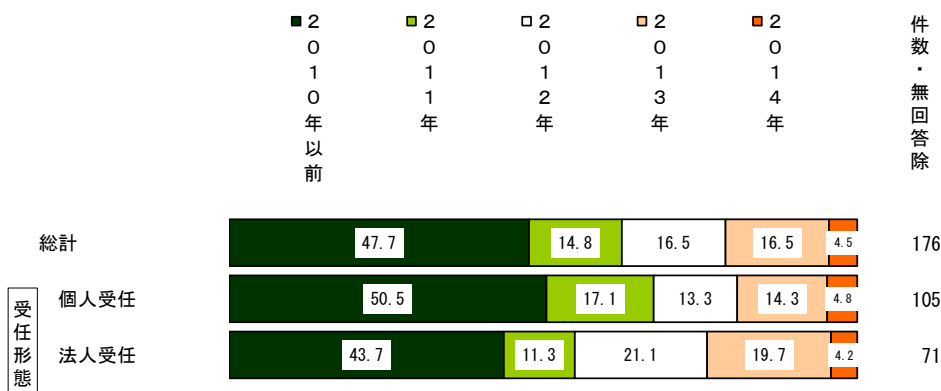 ２０１０年以前
２０１１年
２０１２年
２０１３年
２０１４年
件数・無回答除
総計
47.7
14.8
16.5
16.5
4.5
176
受任形態
個人受任
50.5
17.1
13.3
14.3
4.8
105
法人受任
43.7
11.3
21.1
19.7
4.2
71